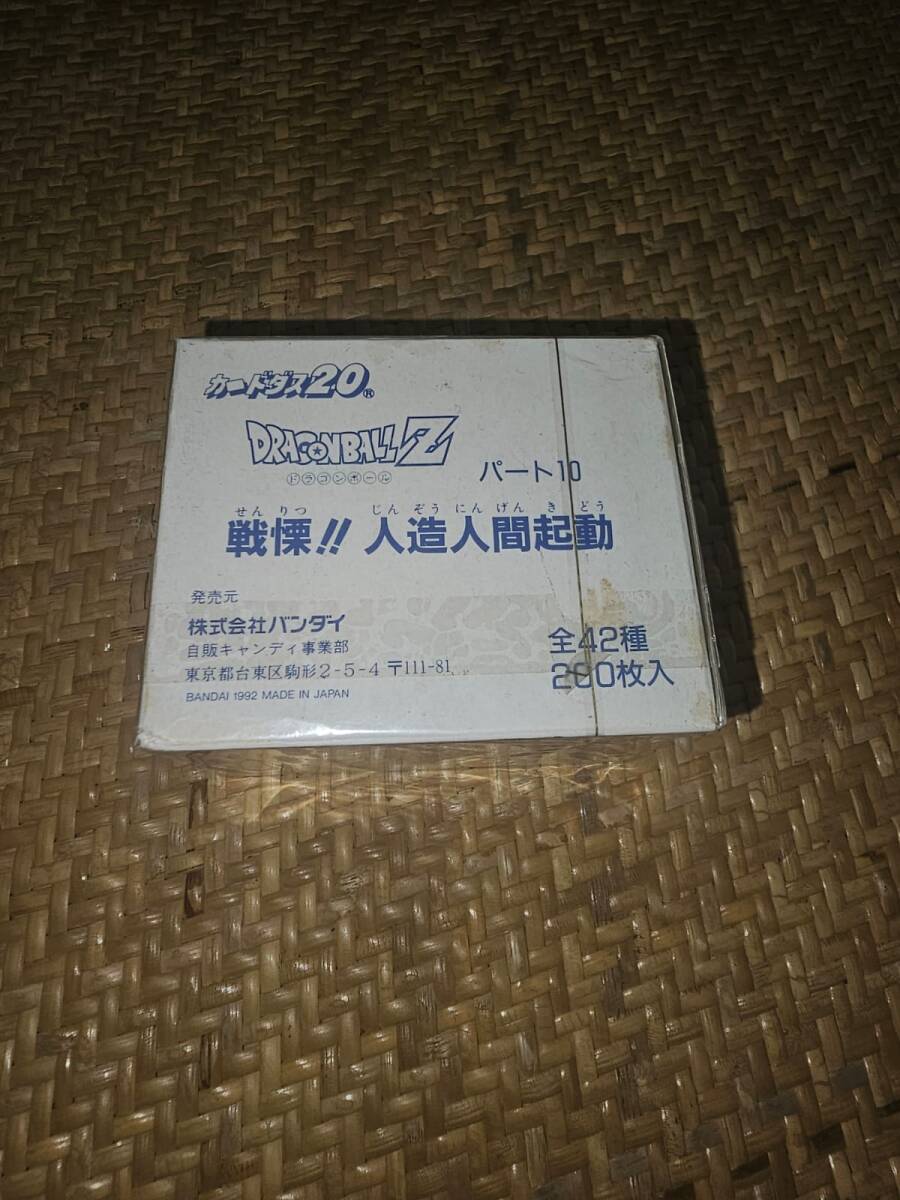 カードダス20®
DRAGONBALL Z
ドラゴンボール
パート10
せんりつ じんぞうにんげんきどう
戦慄!! 人造人間起動
発売元
株式会社バンダイ
自販キャンディ事業部
東京都台東区駒形2-5-4 〒111-81
BANDAI 1992 MADE IN JAPAN
全42種
200枚入